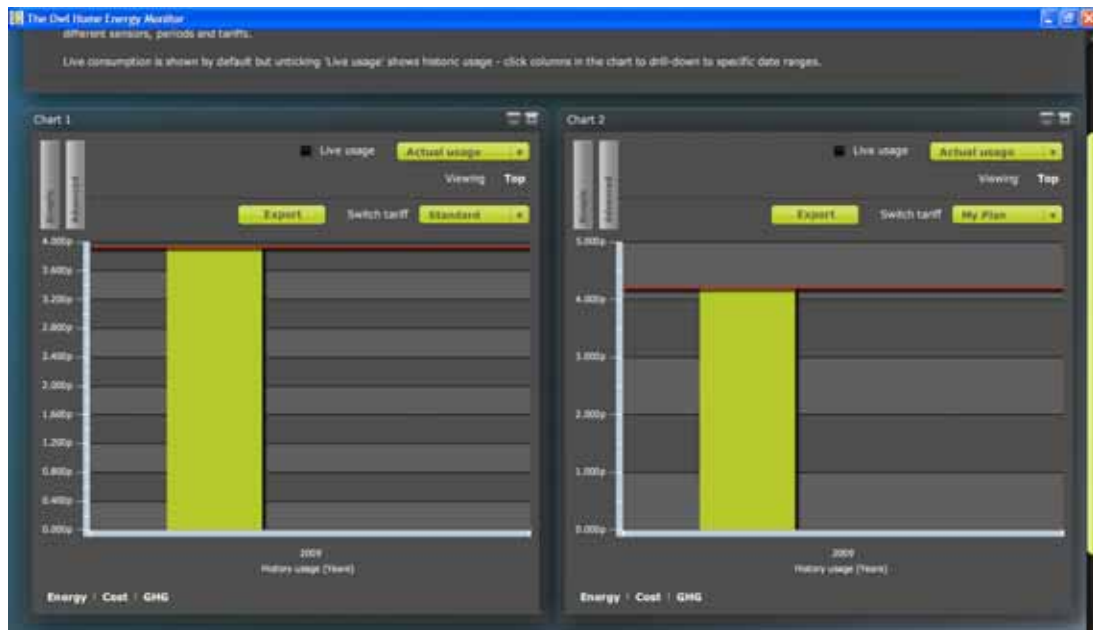 The Owl Home Energy Monitor
different sensors, periods and tariffs.
Live consumption is shown by default but unticking 'Live usage' shows historic usage - click columns in the chart to drill-down to specific date ranges.
Chart 1
Live usage
Actual usage
Viewing Top
Advanced
Export
Switch tariff
Standard
4.000p
3.600p
3.200p
2.800p
2.400p
2.000p
1.600p
1.200p
0.800p
0.400p
0.000p
2009
History usage (Years)
Energy | Cost | GHG
Chart 2
Live usage
Actual usage
Viewing Top
Advanced
Export
Switch tariff
My Plan
5.000p
4.000p
3.000p
2.000p
1.000p
0.000p
2009
History usage (Years)
Energy | Cost | GHG